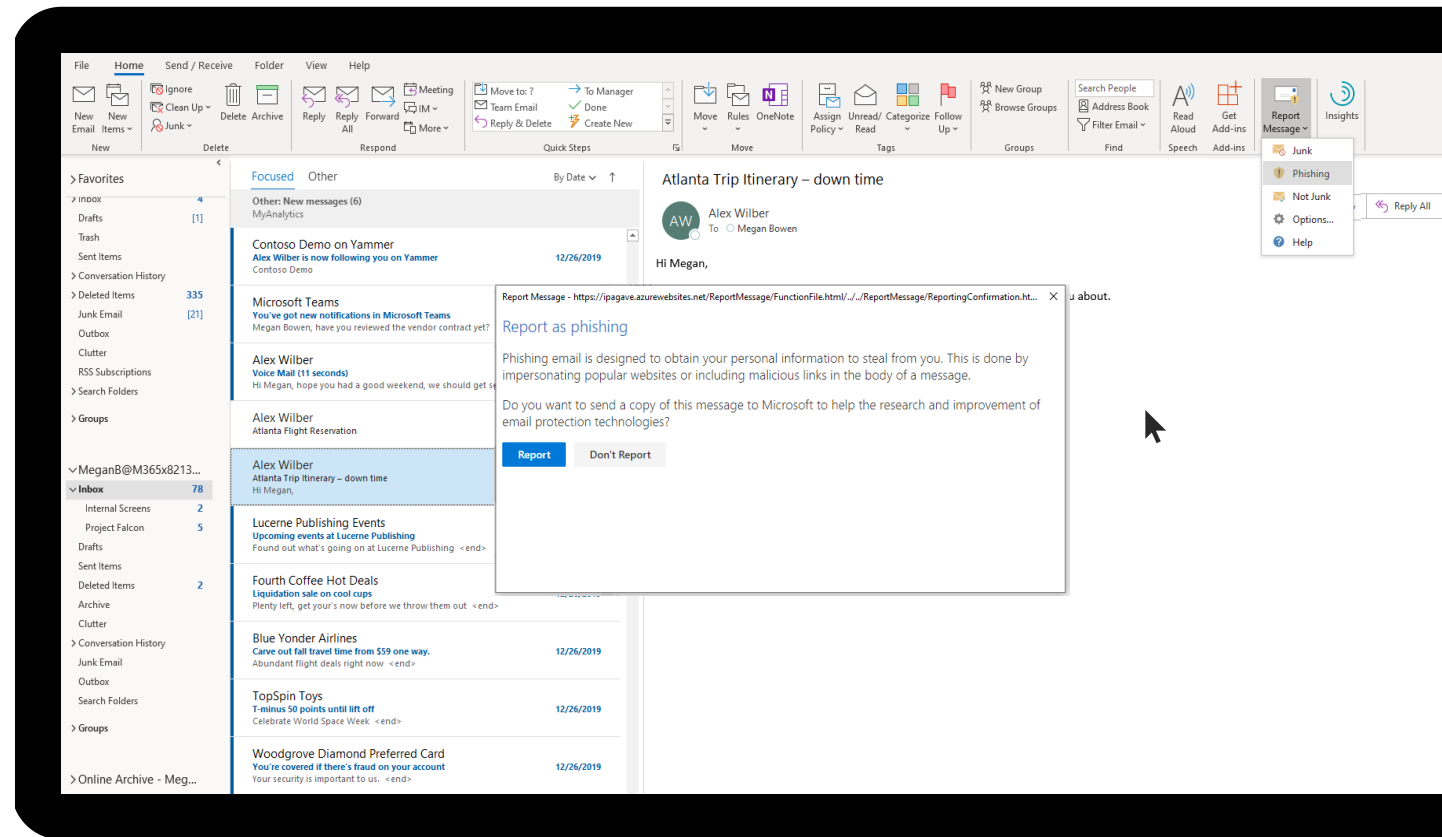 File Home Send / Receive Folder View Help
New Email
New Items
Ignore
Clean Up
Junk
Delete
Archive
Reply
Reply All
Forward
Meeting
IM
More
Move to: ?
Team Email
Reply & Delete
To Manager
Done
Create New
Move
Rules
OneNote
Assign Policy
Unread/ Read
Categorize
Follow Up
New Group
Browse Groups
Search People
Address Book
Filter Email
Read Aloud
Get Add-ins
Report Message
Insights
New Delete Respond Quick Steps Move Tags Groups Find Speech Add-ins
Junk
Phishing
Not Junk
Options...
Help
Reply All
Favorites
Inbox 4
Drafts [1]
Trash
Sent Items
Conversation History
Deleted Items 335
Junk Email [21]
Outbox
Clutter
RSS Subscriptions
Search Folders
Groups
MeganB@M365x8213...
Inbox 78
Internal Screens 2
Project Falcon 5
Drafts
Sent Items
Deleted Items 2
Archive
Clutter
Conversation History
Junk Email
Outbox
Search Folders
Groups
Online Archive - Meg...
Focused Other By Date
Other: New messages (6)
MyAnalytics
Contoso Demo on Yammer
Alex Wilber is now following you on Yammer 12/26/2019
Contoso Demo
Microsoft Teams
You've got new notifications in Microsoft Teams
Megan Bowen, have you reviewed the vendor contract yet?
Alex Wilber
Voice Mail (11 seconds)
Hi Megan, hope you had a good weekend, we should get
Alex Wilber
Atlanta Flight Reservation
Alex Wilber
Atlanta Trip Itinerary – down time
Hi Megan,
Lucerne Publishing Events
Upcoming events at Lucerne Publishing
Found out what's going on at Lucerne Publishing <end>
Fourth Coffee Hot Deals
Liquidation sale on cool cups
Plenty left, get your's now before we throw them out <end>
Blue Yonder Airlines
Carve out fall travel time from $59 one way. 12/26/2019
Abundant flight deals right now <end>
TopSpin Toys
T-minus 50 points until lift off 12/26/2019
Celebrate World Space Week <end>
Woodgrove Diamond Preferred Card
You're covered if there's fraud on your account 12/26/2019
Your security is important to us. <end>
Atlanta Trip Itinerary – down time
AW
Alex Wilber
To Megan Bowen
Hi Megan,
about.
Report Message - https://ipagave.azurewebsites.net/ReportMessage/FunctionFile.html/../../ReportMessage/ReportingConfirmation.ht...
Report as phishing
Phishing email is designed to obtain your personal information to steal from you. This is done by
impersonating popular websites or including malicious links in the body of a message.
Do you want to send a copy of this message to Microsoft to help the research and improvement of
email protection technologies?
Report Don't Report